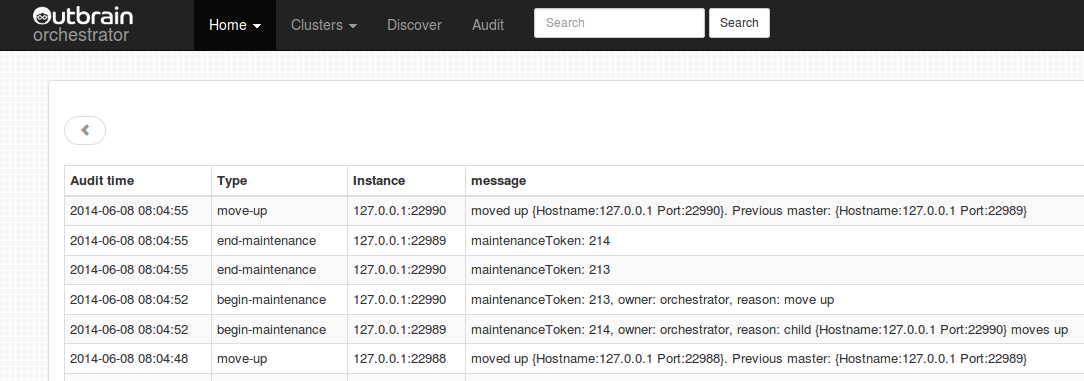 Outbrain
orchestrator
Home Clusters Discover Audit Search Search
Audit time Type Instance message
2014-06-08 08:04:55 move-up 127.0.0.1:22990 moved up {Hostname:127.0.0.1 Port:22990}. Previous master: {Hostname:127.0.0.1 Port:22989}
2014-06-08 08:04:55 end-maintenance 127.0.0.1:22989 maintenanceToken: 214
2014-06-08 08:04:55 end-maintenance 127.0.0.1:22990 maintenanceToken: 213
2014-06-08 08:04:52 begin-maintenance 127.0.0.1:22990 maintenanceToken: 213, owner: orchestrator, reason: move up
2014-06-08 08:04:52 begin-maintenance 127.0.0.1:22989 maintenanceToken: 214, owner: orchestrator, reason: child {Hostname:127.0.0.1 Port:22990} moves up
2014-06-08 08:04:48 move-up 127.0.0.1:22988 moved up {Hostname:127.0.0.1 Port:22988}. Previous master: {Hostname:127.0.0.1 Port:22989}